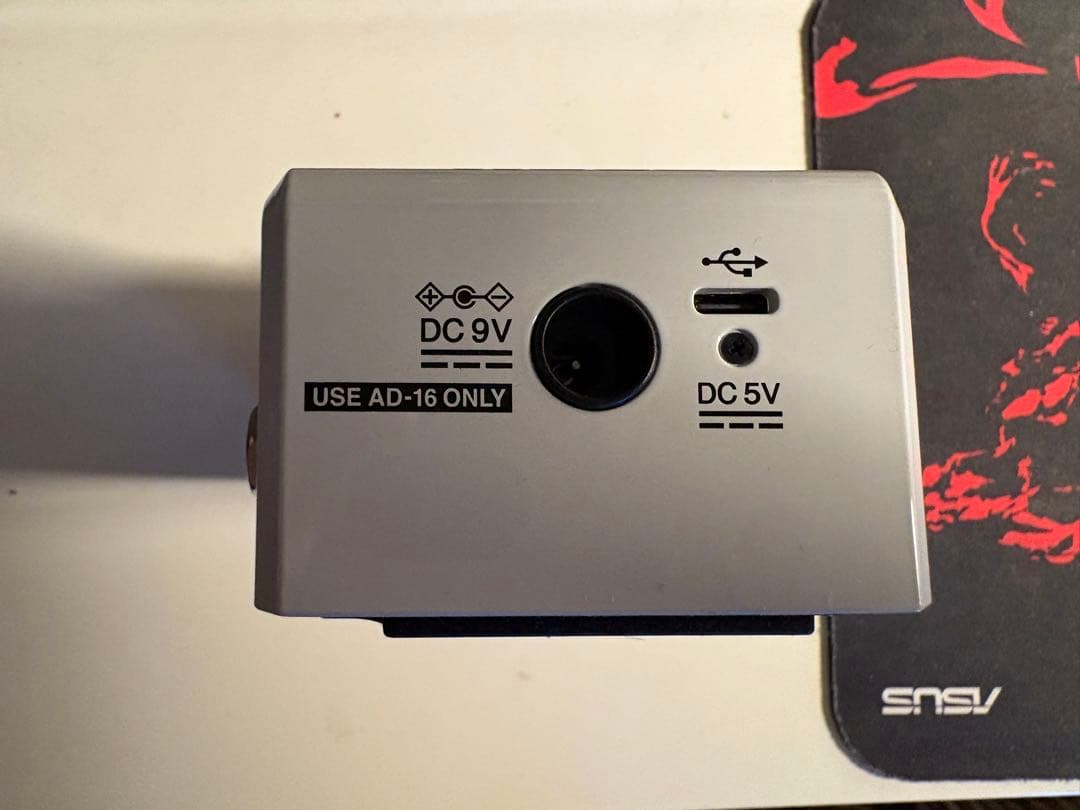 DC 9V
USE AD-16 ONLY
DC 5V
ASUS